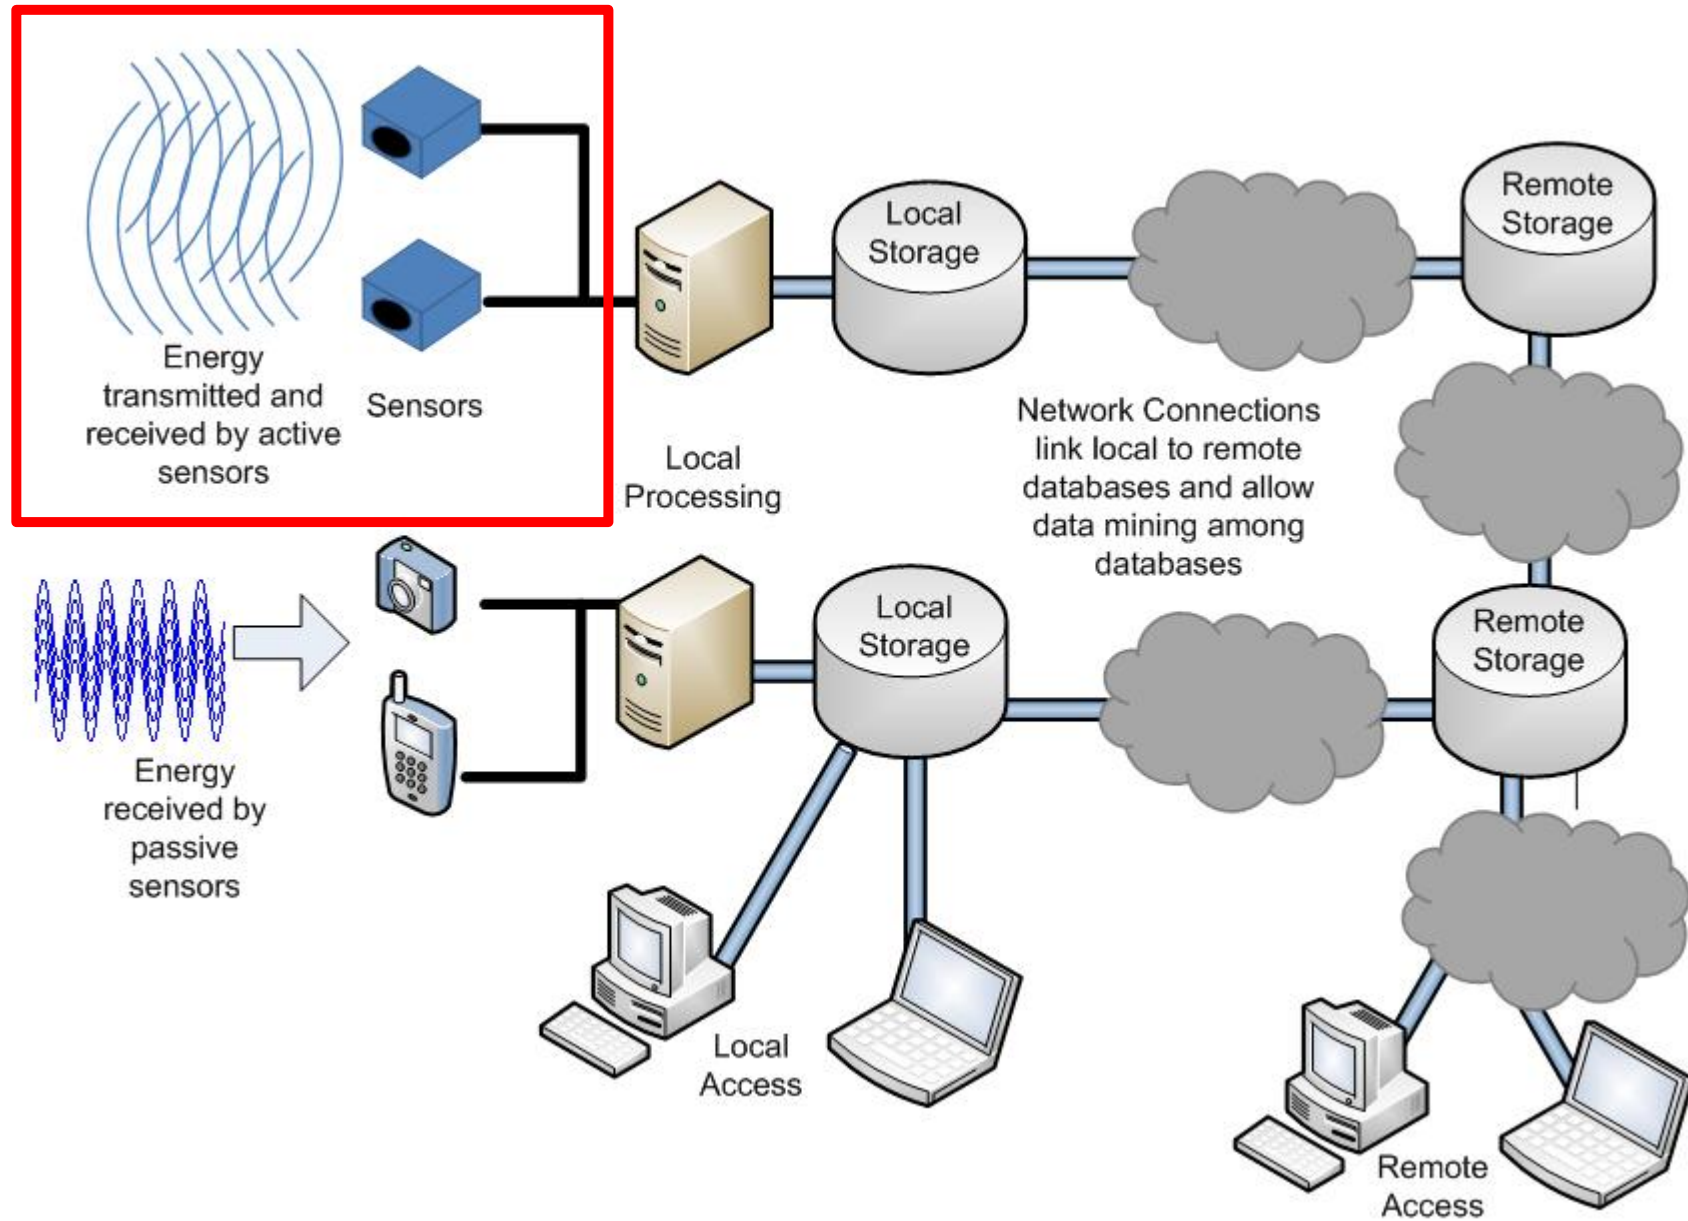 Energy
transmitted and
received by active
sensors
Sensors
Local
Processing
Local
Storage
Remote
Storage
Network Connections
link local to remote
databases and allow
data mining among
databases
Energy
received by
passive
sensors
Local
Storage
Remote
Storage
Local
Access
Remote
Access